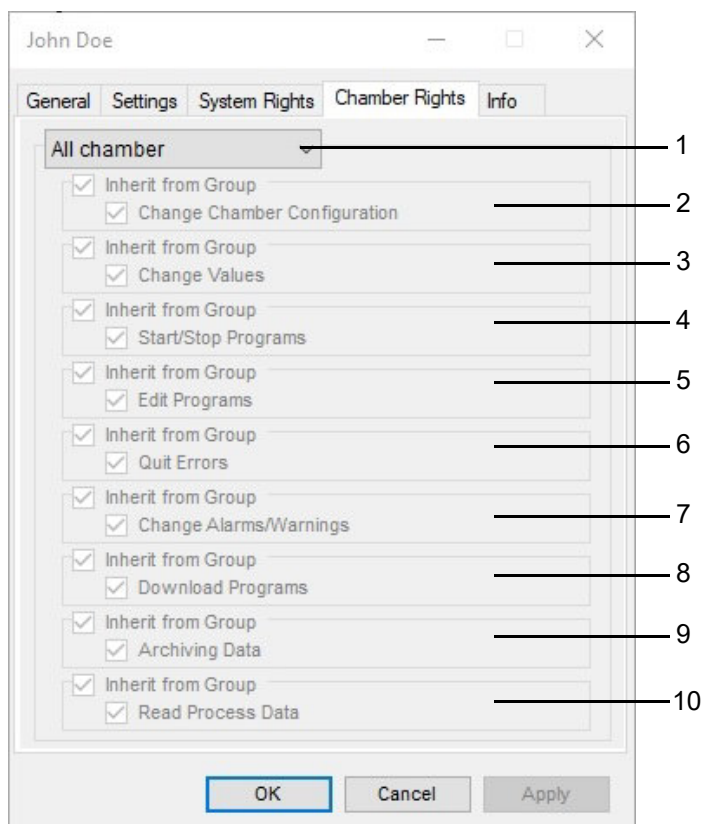 John Doe
General Settings System Rights Chamber Rights Info
All chamber 1
Inherit from Group
Change Chamber Configuration 2
Inherit from Group
Change Values 3
Inherit from Group
Start/Stop Programs 4
Inherit from Group
Edit Programs 5
Inherit from Group
Quit Errors 6
Inherit from Group
Change Alarms/Warnings 7
Inherit from Group
Download Programs 8
Inherit from Group
Archiving Data 9
Inherit from Group
Read Process Data 10
OK Cancel Apply